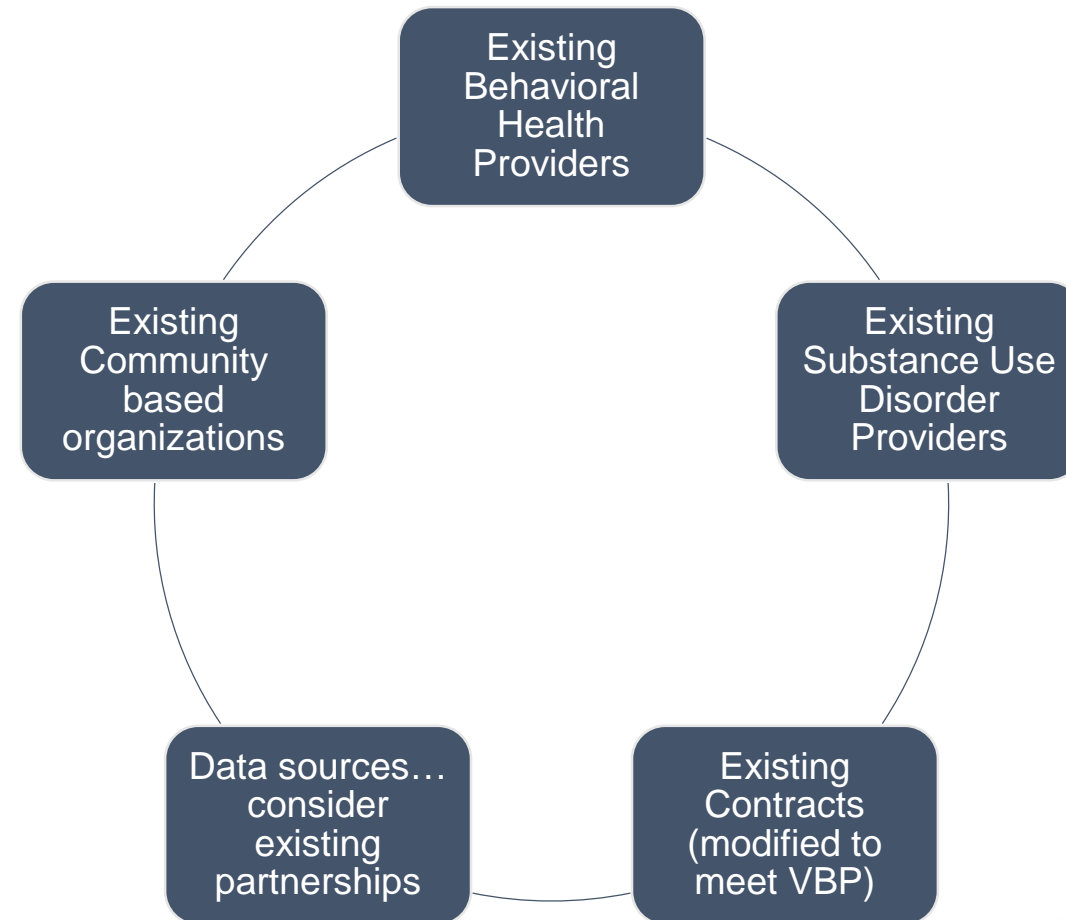 Existing
Behavioral
Health
Providers
Existing
Substance Use
Disorder
Providers
Existing
Contracts
(modified to
meet VBP)
Data sources…
consider
existing
partnerships
Existing
Community
based
organizations